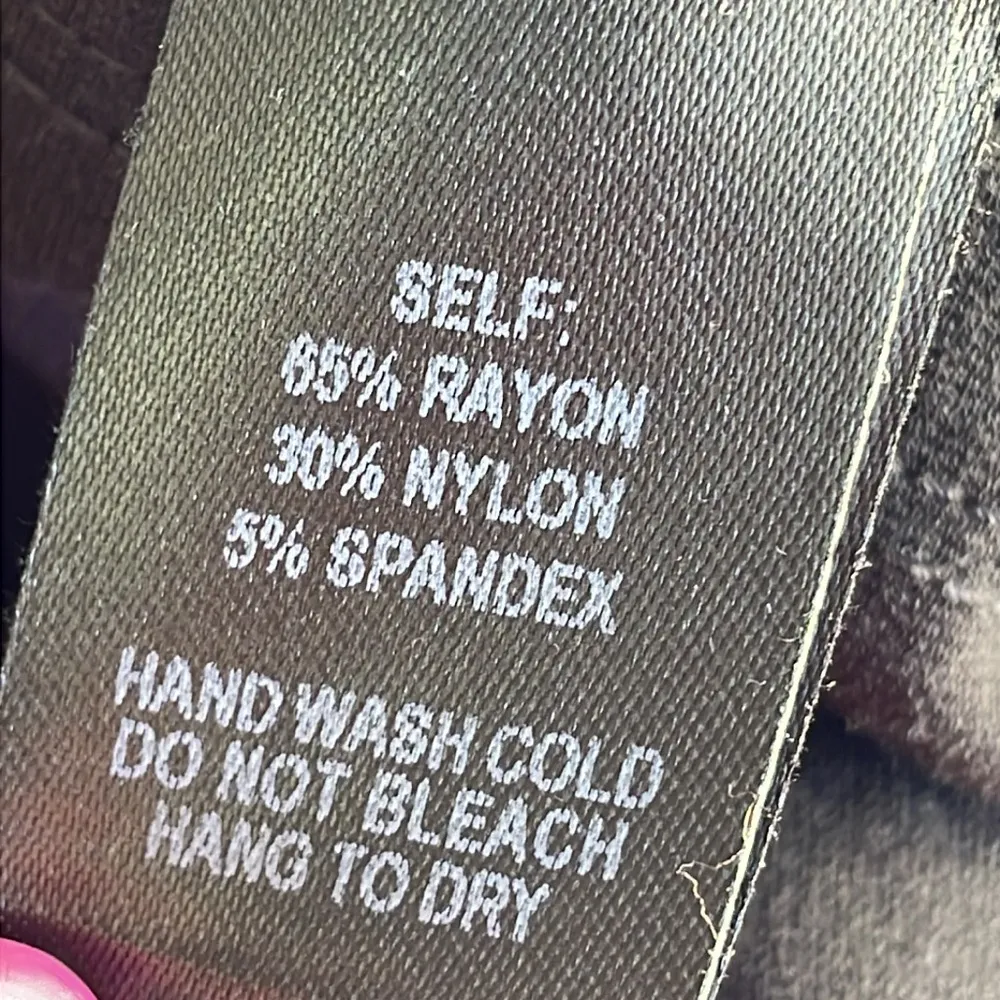 SELF:
65% RAYON
30% NYLON
5% SPANDEX
HAND WASH COLD
DO NOT BLEACH
HANG TO DRY